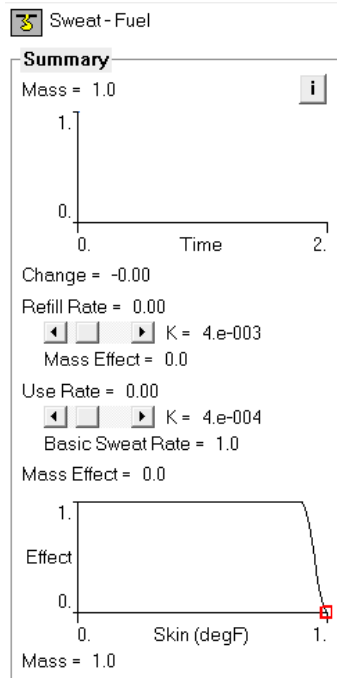 Sweat - Fuel
Summary
Mass = 1.0
i
1.
0.
0. Time 2.
Change = -0.00
Refill Rate = 0.00
K = 4.e-003
Mass Effect = 0.0
Use Rate = 0.00
K = 4.e-004
Basic Sweat Rate = 1.0
Mass Effect = 0.0
1.
Effect
0.
0. Skin (degF) 1.
Mass = 1.0